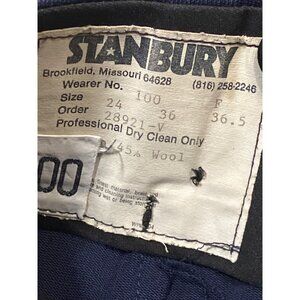 STANBURY
Brookfield, Missouri 64628 (816) 258-2246
Wearer No. 100 F
Size 24 36 36.5
Order 28921-V
Professional Dry Clean Only
/45% Wool
00